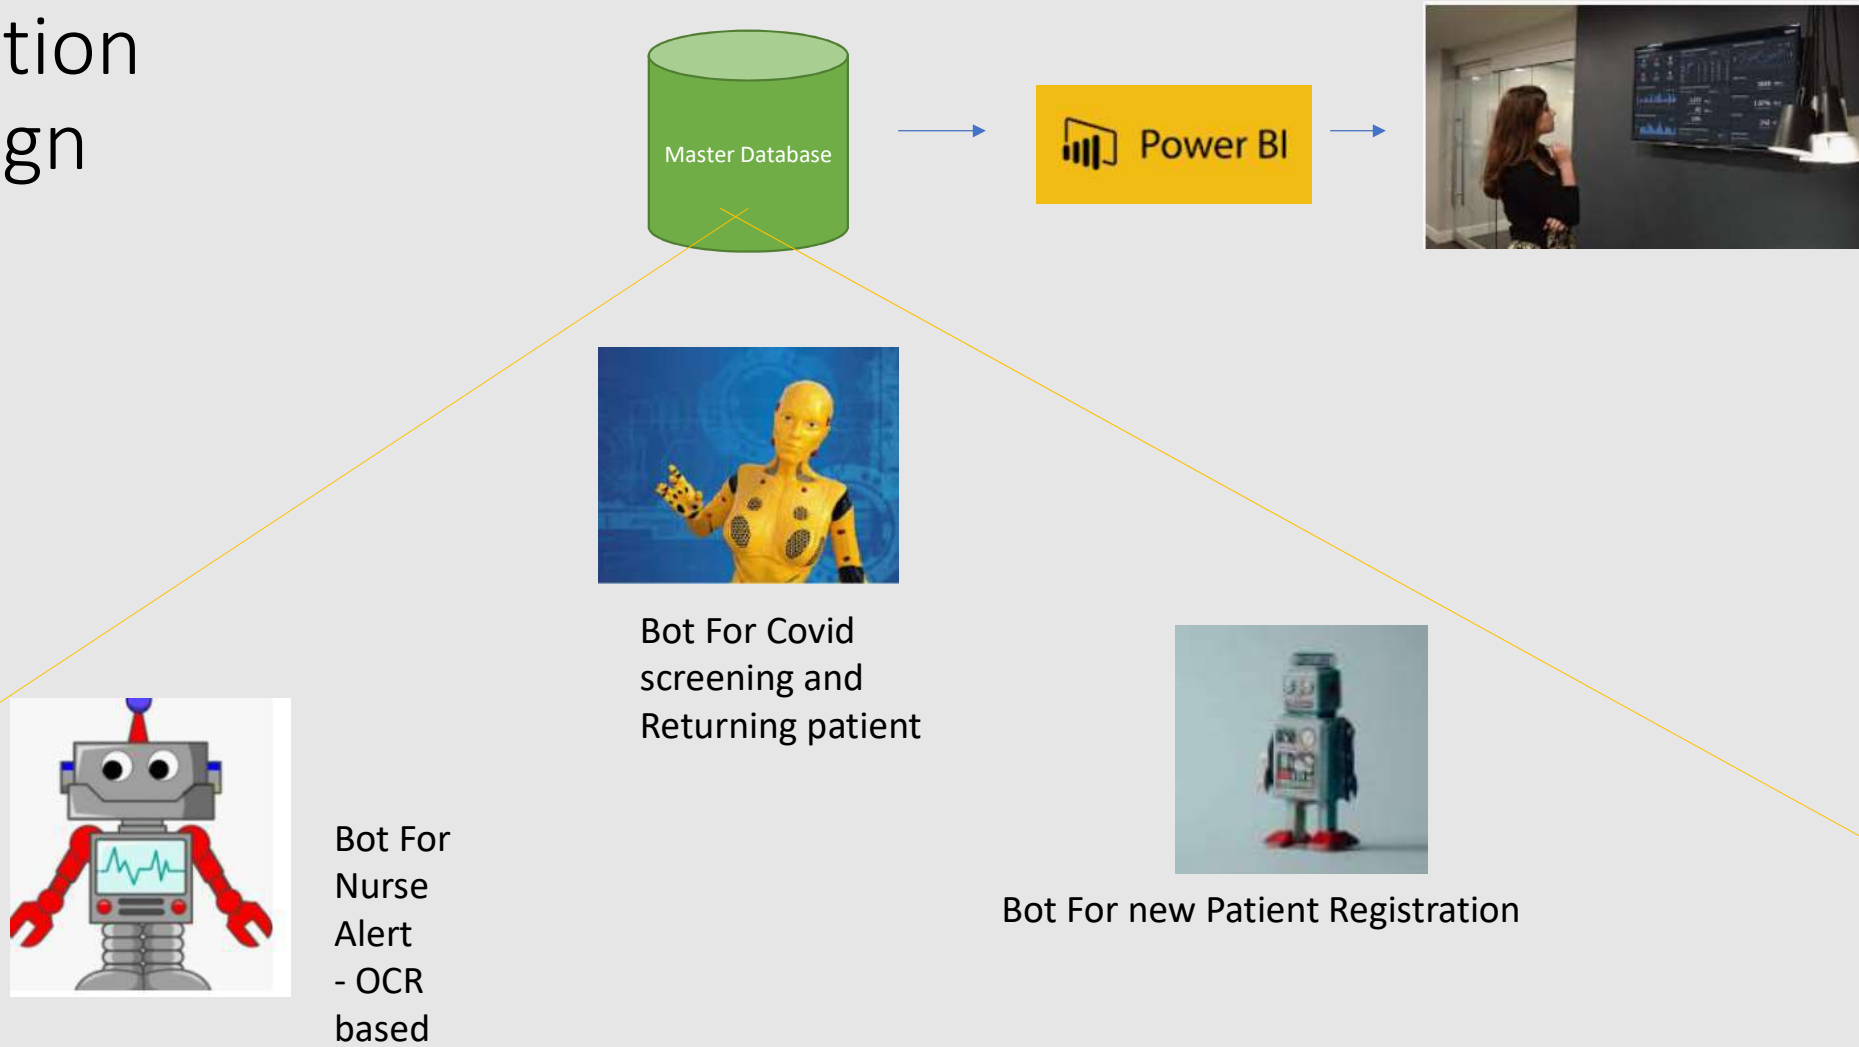 tion
gn
Master Database
Power BI
Bot For Covid
screening and
Returning patient
Bot For
Nurse
Alert
- OCR
based
Bot For new Patient Registration